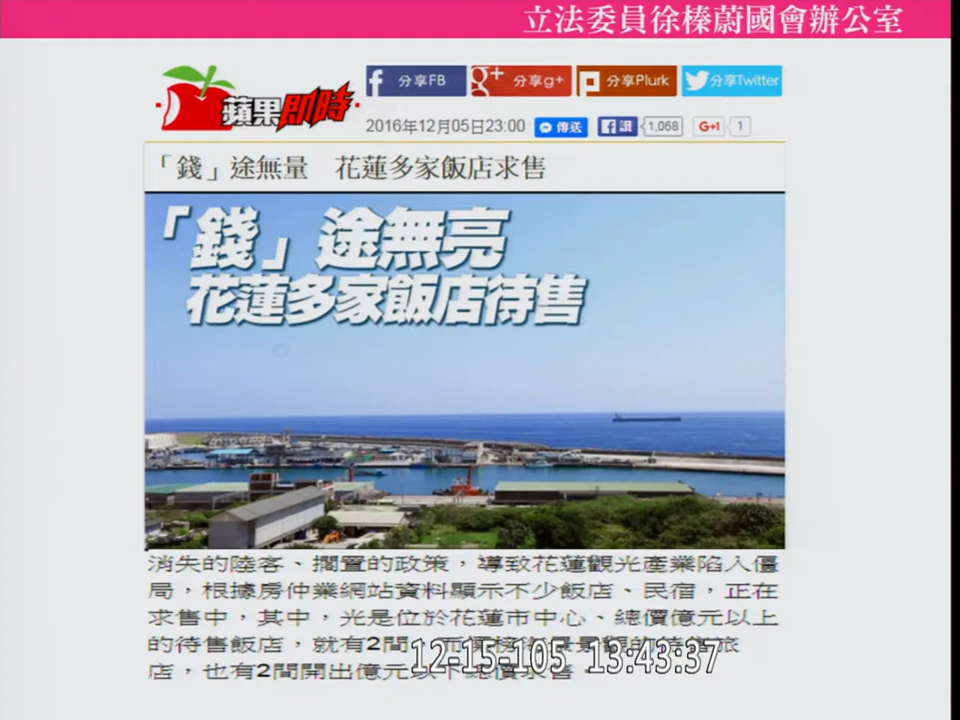 立法委員徐榛蔚國會辦公室
蘋果即時
分享FB 分享g+ 分享Plurk 分享Twitter
2016年12月05日23:00 傳送 讚 1,068 G+1 1
「錢」途無量 花蓮多家飯店求售
「錢」途無亮
花蓮多家飯店待售
消失的陸客、擱置的政策,導致花蓮觀光產業陷入僵
局,根據房仲業網站資料顯示不少飯店、民宿,正在
求售中,其中,光是位於花蓮市中心、總價億元以上
的待售飯店,就有2間
店,也有2間開出億元以下總價求售。
12-15-105 13:43:37